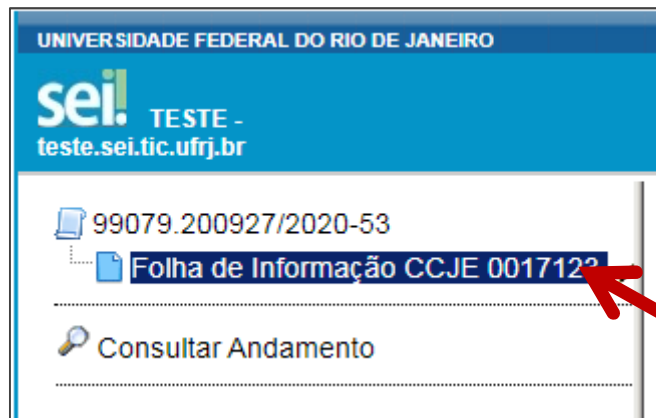 UNIVERSIDADE FEDERAL DO RIO DE JANEIRO
sei! TESTE -
teste.sei.tic.ufrj.br
99079.200927/2020-53
Folha de Informação CCJE 0017123
Consultar Andamento